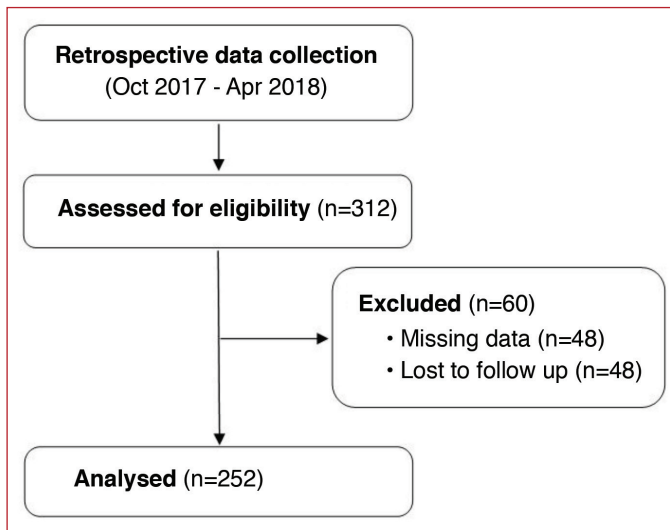 Retrospective data collection
(Oct 2017 - Apr 2018)
Assessed for eligibility (n=312)
Excluded (n=60)
• Missing data (n=48)
• Lost to follow up (n=48)
Analysed (n=252)